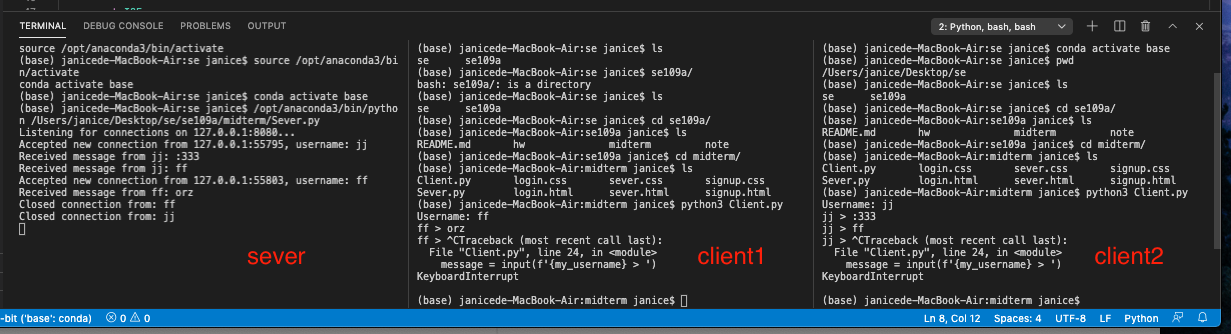 TERMINAL DEBUG CONSOLE PROBLEMS OUTPUT 2: Python, bash, bash
source /opt/anaconda3/bin/activate
(base) janicede-MacBook-Air:se janice$ source /opt/anaconda3/bi
n/activate
conda activate base
(base) janicede-MacBook-Air:se janice$ conda activate base
(base) janicede-MacBook-Air:se janice$ /opt/anaconda3/bin/pytho
n /Users/janice/Desktop/se/se109a/midterm/Sever.py
Listening for connections on 127.0.0.1:8080...
Accepted new connection from 127.0.0.1:55795, username: jj
Received message from jj: :333
Received message from jj: ff
Accepted new connection from 127.0.0.1:55803, username: ff
Received message from ff: orz
Closed connection from: ff
Closed connection from: jj
sever
(base) janicede-MacBook-Air:se janice$ ls
se se109a
(base) janicede-MacBook-Air:se janice$ se109a/
bash: se109a/: is a directory
(base) janicede-MacBook-Air:se janice$ ls
se se109a
(base) janicede-MacBook-Air:se janice$ cd se109a/
(base) janicede-MacBook-Air:se109a janice$ ls
README.md hw midterm note
(base) janicede-MacBook-Air:se109a janice$ cd midterm/
(base) janicede-MacBook-Air:midterm janice$ ls
Client.py login.css sever.css signup.css
Sever.py login.html sever.html signup.html
(base) janicede-MacBook-Air:midterm janice$ python3 Client.py
Username: ff
ff > orz
ff > ^CTraceback (most recent call last):
File "Client.py", line 24, in <module>
message = input(f'{my_username} > ')
KeyboardInterrupt
(base) janicede-MacBook-Air:midterm janice$
client1
(base) janicede-MacBook-Air:se janice$ conda activate base
(base) janicede-MacBook-Air:se janice$ pwd
/Users/janice/Desktop/se
(base) janicede-MacBook-Air:se janice$ ls
se se109a
(base) janicede-MacBook-Air:se janice$ cd se109a/
(base) janicede-MacBook-Air:se109a janice$ ls
README.md hw midterm note
(base) janicede-MacBook-Air:se109a janice$ cd midterm/
(base) janicede-MacBook-Air:midterm janice$ ls
Client.py login.css sever.css signup.css
Sever.py login.html sever.html signup.html
(base) janicede-MacBook-Air:midterm janice$ python3 Client.py
Username: jj
jj > :333
jj > ff
jj > ^CTraceback (most recent call last):
File "Client.py", line 24, in <module>
message = input(f'{my_username} > ')
KeyboardInterrupt
(base) janicede-MacBook-Air:midterm janice$
client2
-bit ('base': conda) 0 0 Ln 8, Col 12 Spaces: 4 UTF-8 LF Python